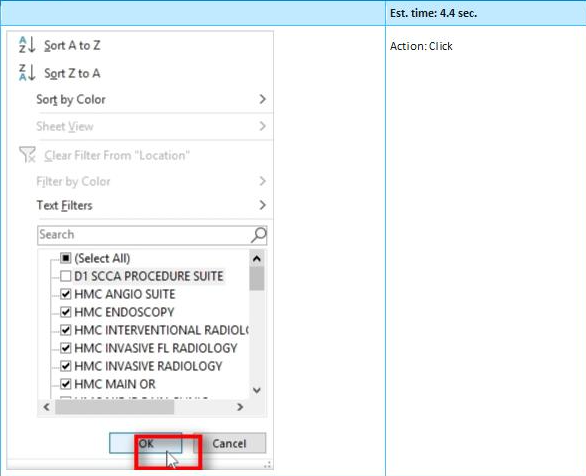 Est. time: 4.4 sec.
Action: Click
Sort A to Z
Sort Z to A
Sort by Color
Sheet View
Clear Filter From "Location"
Filter by Color
Text Filters
Search
(Select All)
D1 SCCA PROCEDURE SUITE
HMC ANGIO SUITE
HMC ENDOSCOPY
HMC INTERVENTIONAL RADIOL
HMC INVASIVE FL RADIOLOGY
HMC INVASIVE RADIOLOGY
HMC MAIN OR
OK Cancel